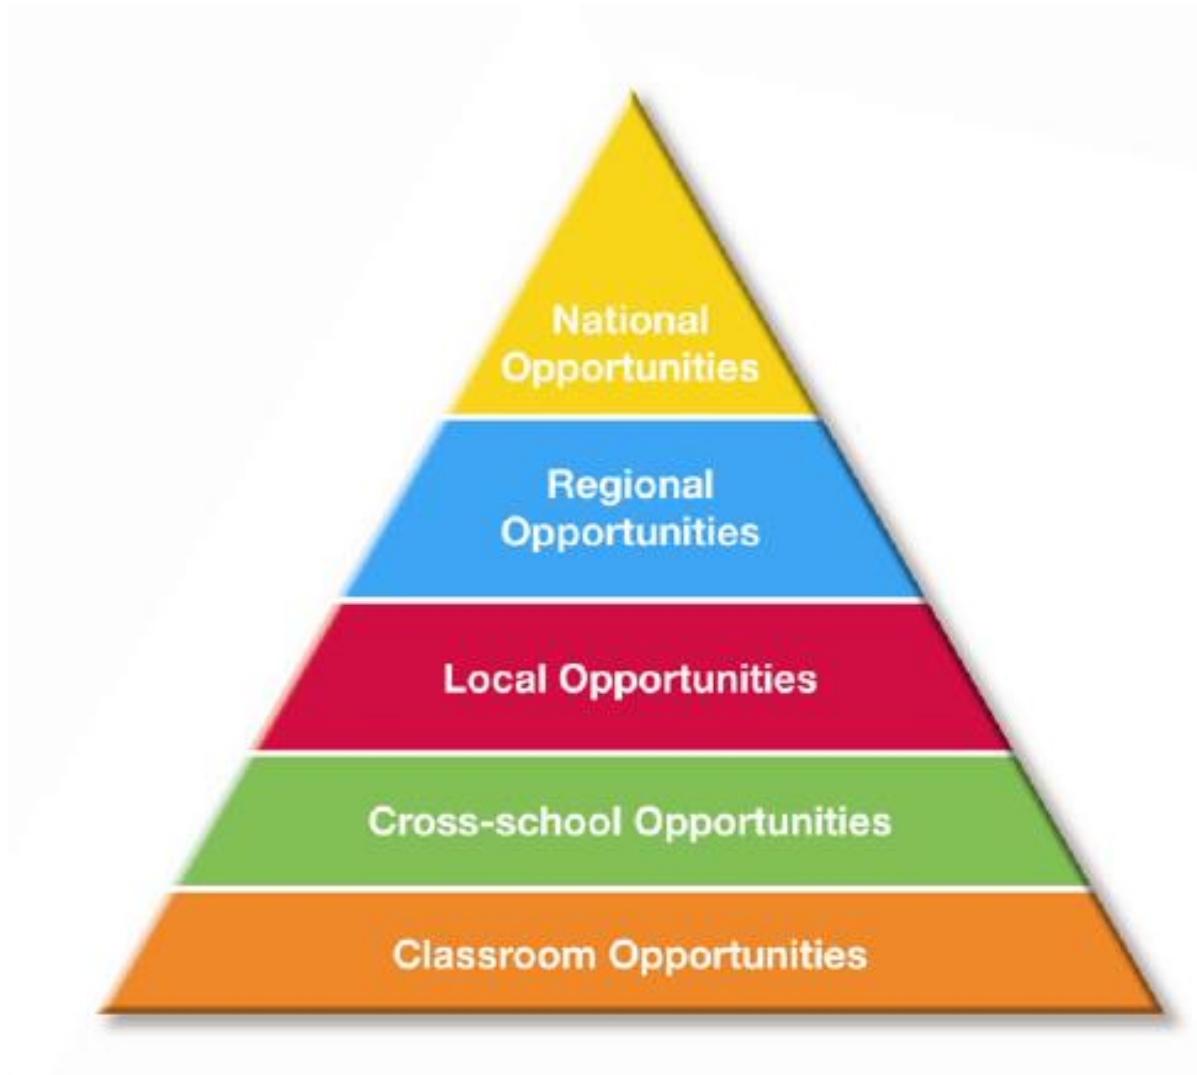 National
Opportunities
Regional
Opportunities
Local Opportunities
Cross-school Opportunities
Classroom Opportunities